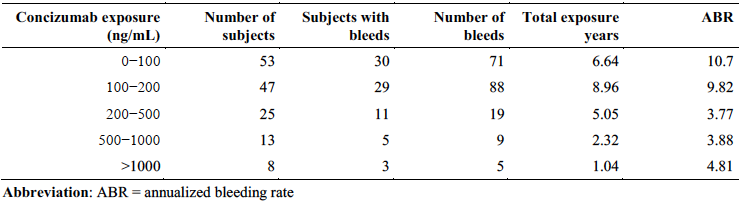 Concizumab exposure (ng/mL) Number of subjects Subjects with bleeds Number of bleeds Total exposure years ABR
0−100 53 30 71 6.64 10.7
100−200 47 29 88 8.96 9.82
200−500 25 11 19 5.05 3.77
500−1000 13 5 9 2.32 3.88
>1000 8 3 5 1.04 4.81
Abbreviation: ABR = annualized bleeding rate